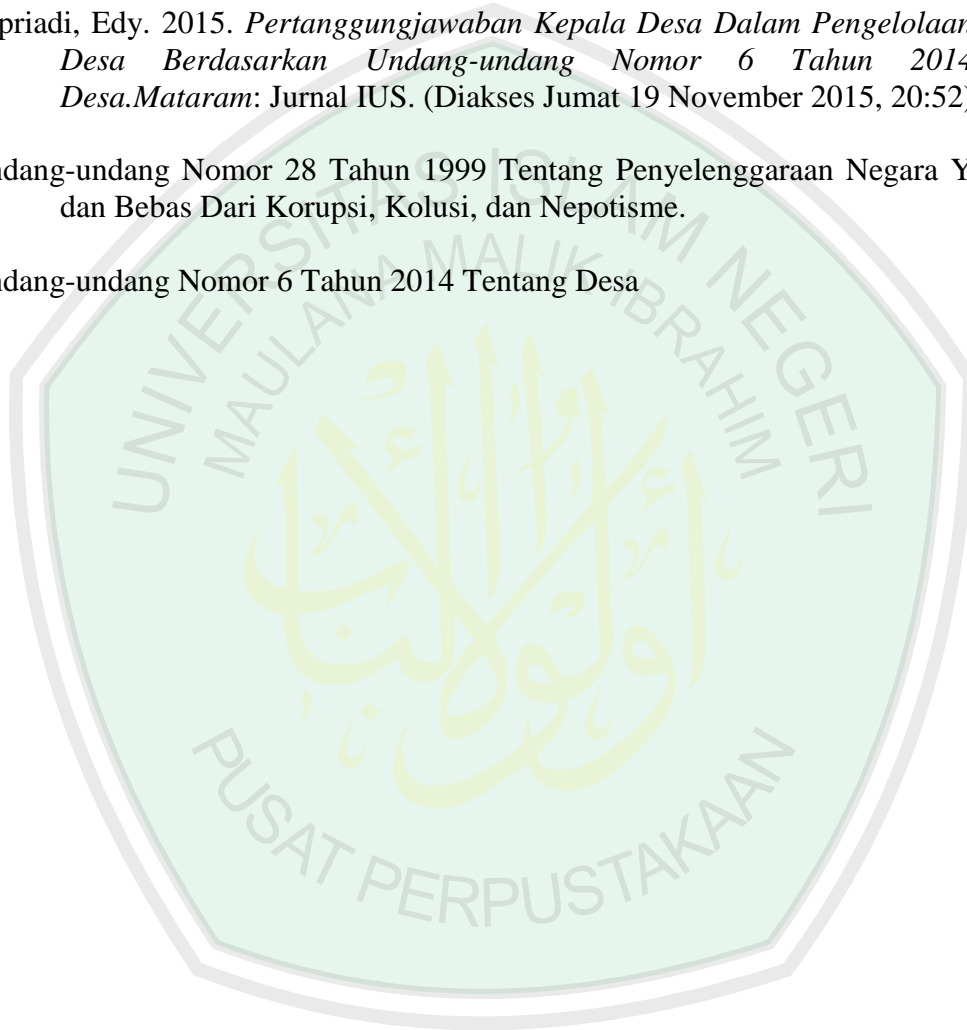 priadi, Edy. 2015. Pertanggungjawaban Kepala Desa Dalam Pengelolaan
Desa Berdasarkan Undang-undang Nomor 6 Tahun 2014
Desa.Mataram: Jurnal IUS. (Diakses Jumat 19 November 2015, 20:52)
ndang-undang Nomor 28 Tahun 1999 Tentang Penyelenggaraan Negara Y
dan Bebas Dari Korupsi, Kolusi, dan Nepotisme.
ndang-undang Nomor 6 Tahun 2014 Tentang Desa
UNIVERSITAS ISLAM NEGERI
MAULANA MALIK IBRAHIM
أولوا الألباب
PUSAT PERPUSTAKAAN